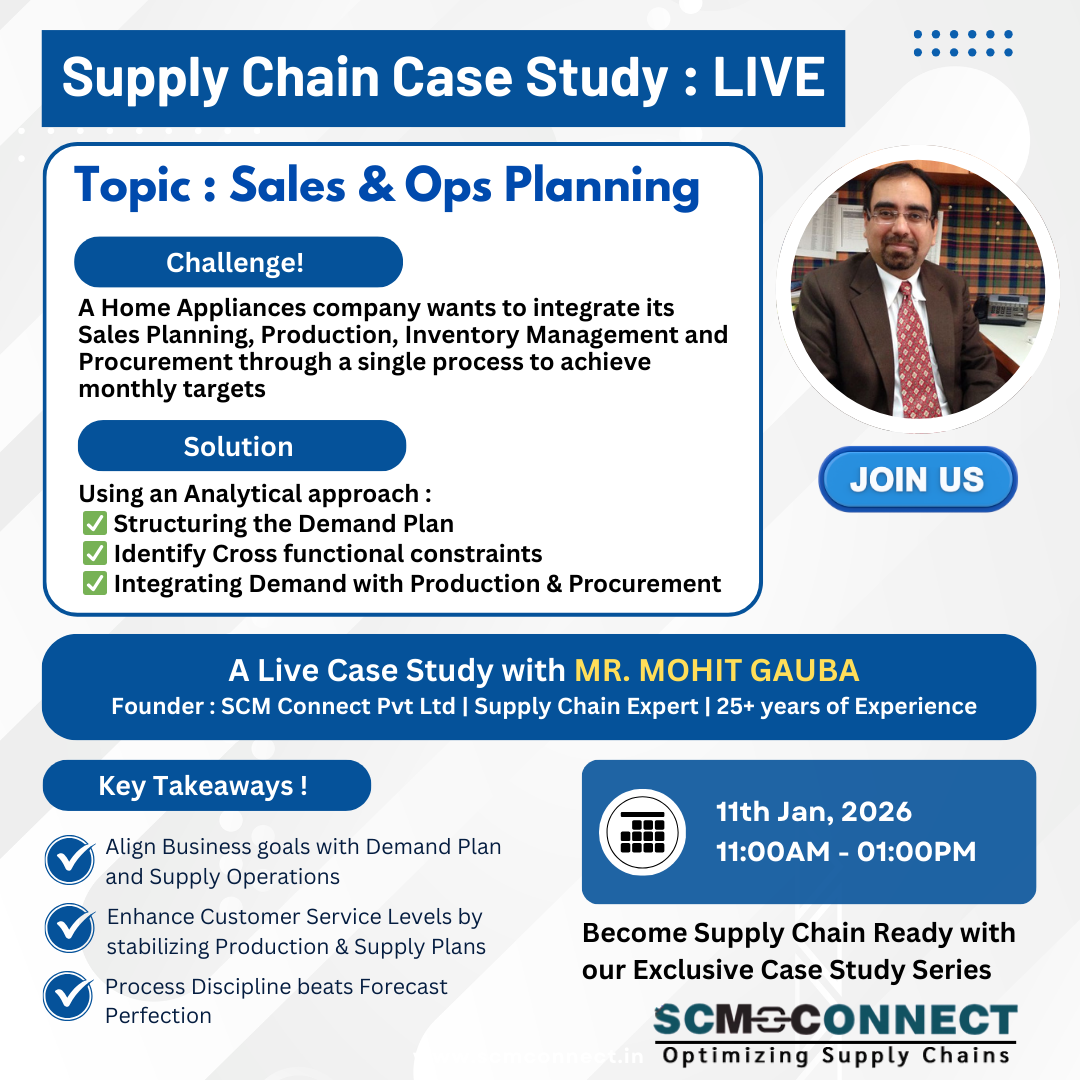 Supply Chain Case Study : LIVE
Topic : Sales & Ops Planning
Challenge!
A Home Appliances company wants to integrate its
Sales Planning, Production, Inventory Management and
Procurement through a single process to achieve
monthly targets
Solution
Using an Analytical approach :
Structuring the Demand Plan
Identify Cross functional constraints
Integrating Demand with Production & Procurement
JOIN US
A Live Case Study with MR. MOHIT GAUBA
Founder : SCM Connect Pvt Ltd | Supply Chain Expert | 25+ years of Experience
Key Takeaways !
Align Business goals with Demand Plan
and Supply Operations
Enhance Customer Service Levels by
stabilizing Production & Supply Plans
Process Discipline beats Forecast
Perfection
11th Jan, 2026
11:00AM - 01:00PM
Become Supply Chain Ready with
our Exclusive Case Study Series
SCM CONNECT
Optimizing Supply Chains